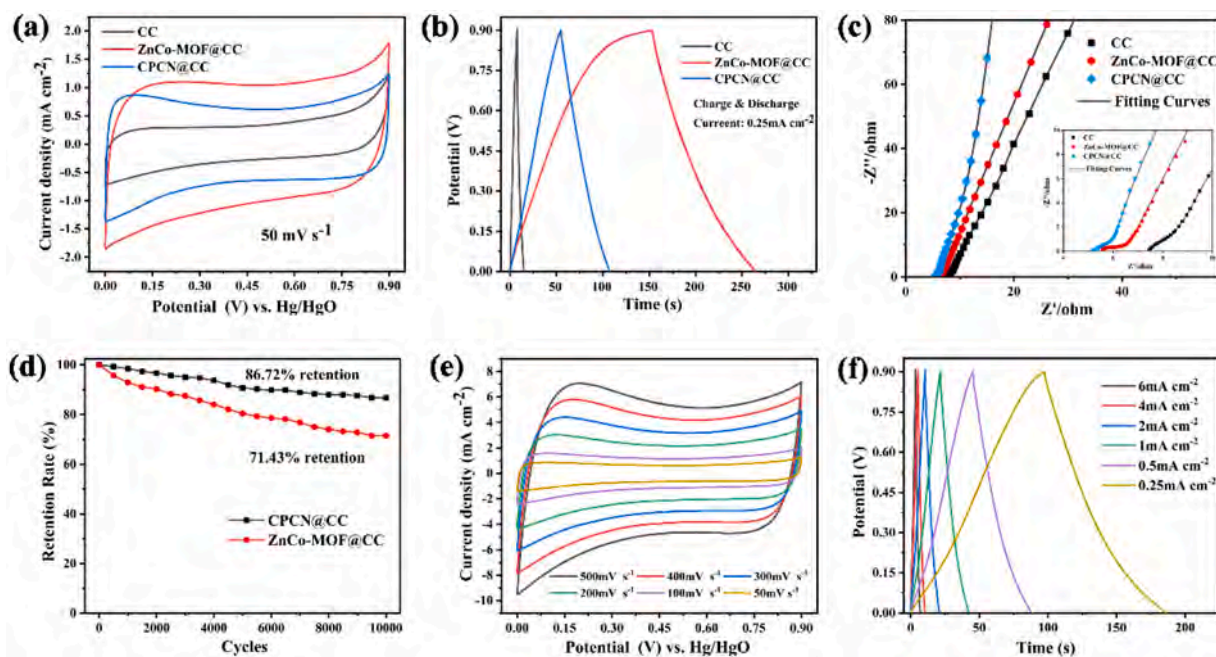 (a)
CC
ZnCo-MOF@CC
CPCN@CC
Current density (mA cm-2)
2.0
1.5
1.0
0.5
0.0
-0.5
-1.0
-1.5
-2.0
50 mV s-1
0.00 0.15 0.30 0.45 0.60 0.75 0.90
Potential (V) vs. Hg/HgO
(b)
CC
ZnCo-MOF@CC
CPCN@CC
Charge & Discharge
Curreent: 0.25mA cm-2
Potential (V)
0.90
0.75
0.60
0.45
0.30
0.15
0.00
0 50 100 150 200 250 300
Time (s)
(c)
CC
ZnCo-MOF@CC
CPCN@CC
Fitting Curves
-Z''/ohm
80
60
40
20
0
CC
ZnCo-MOF@CC
CPCN@CC
Fitting Curves
-Z''/ohm
Z'/ohm
0 20 40
Z'/ohm
(d)
Retention Rate (%)
100
80
60
40
20
0
86.72% retention
71.43% retention
CPCN@CC
ZnCo-MOF@CC
0 2000 4000 6000 8000 10000
Cycles
(e)
Current density (mA cm-2)
8
6
4
2
0
-2
-4
-6
-8
-10
500mV s-1 400mV s-1 300mV s-1
200mV s-1 100mV s-1 50mV s-1
0.00 0.15 0.30 0.45 0.60 0.75 0.90
Potential (V) vs. Hg/HgO
(f)
6mA cm-2
4mA cm-2
2mA cm-2
1mA cm-2
0.5mA cm-2
0.25mA cm-2
Potential (V)
0.90
0.75
0.60
0.45
0.30
0.15
0.00
0 50 100 150 200
Time (s)